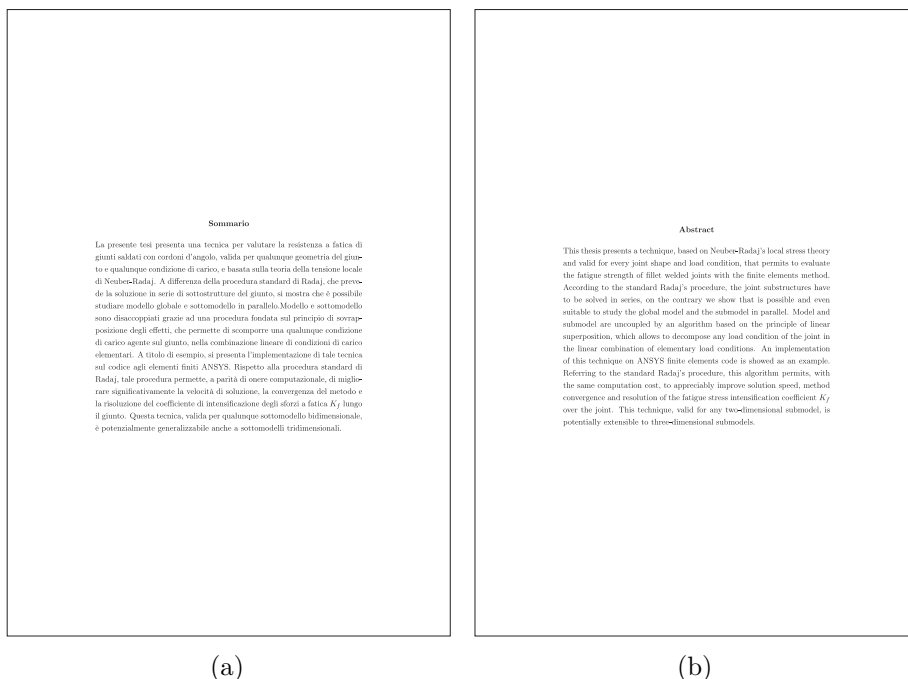 Sommario
La presente tesi presenta una tecnica per valutare la resistenza a fatica di
giunti saldati con cordoni d'angolo, valida per qualunque geometria del giun-
to e qualunque condizione di carico, e basata sulla teoria della tensione locale
di Neuber-Radaj. A differenza della procedura standard di Radaj, che preve-
de la soluzione in serie di sottostrutture del giunto, si mostra che è possibile
studiare modello globale e sottomodello in parallelo.Modello e sottomodello
sono disaccoppiati grazie ad una procedura fondata sul principio di sovrap-
posizione degli effetti, che permette di scomporre una qualunque condizione
di carico agente sul giunto, nella combinazione lineare di condizioni di carico
elementari. A titolo di esempio, si presenta l'implementazione di tale tecnica
sul codice agli elementi finiti ANSYS. Rispetto alla procedura standard di
Radaj, tale procedura permette, a parità di onere computazionale, di miglio-
rare significativamente la velocità di soluzione, la convergenza del metodo e
la risoluzione del coefficiente di intensificazione degli sforzi a fatica K_f lungo
il giunto. Questa tecnica, valida per qualunque sottomodello bidimensionale,
è potenzialmente generalizzabile anche a sottomodelli tridimensionali.
(a)
Abstract
This thesis presents a technique, based on Neuber-Radaj's local stress theory
and valid for every joint shape and load condition, that permits to evaluate
the fatigue strength of fillet welded joints with the finite elements method.
According to the standard Radaj's procedure, the joint substructures have
to be solved in series, on the contrary we show that is possible and even
suitable to study the global model and the submodel in parallel. Model and
submodel are uncoupled by an algorithm based on the principle of linear
superposition, which allows to decompose any load condition of the joint in
the linear combination of elementary load conditions. An implementation
of this technique on ANSYS finite elements code is showed as an example.
Referring to the standard Radaj's procedure, this algorithm permits, with
the same computation cost, to appreciably improve solution speed, method
convergence and resolution of the fatigue stress intensification coefficient K_f
over the joint. This technique, valid for any two-dimensional submodel, is
potentially extensible to three-dimensional submodels.
(b)